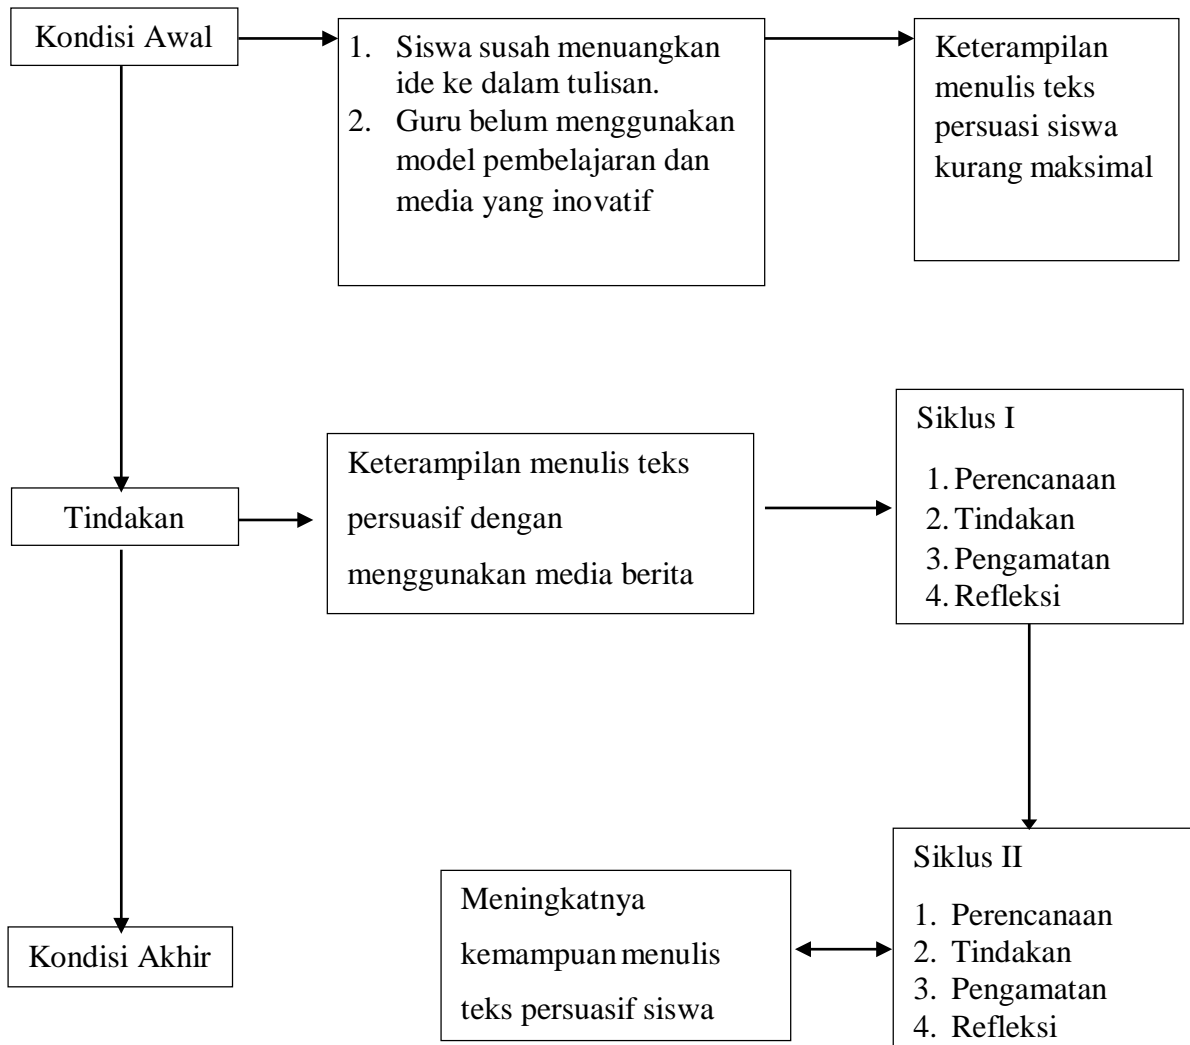 Kondisi Awal
1. Siswa susah menuangkan
ide ke dalam tulisan.
2. Guru belum menggunakan
model pembelajaran dan
media yang inovatif
Keterampilan
menulis teks
persuasi siswa
kurang maksimal
Tindakan
Keterampilan menulis teks
persuasif dengan
menggunakan media berita
Siklus I
1. Perencanaan
2. Tindakan
3. Pengamatan
4. Refleksi
Kondisi Akhir
Meningkatnya
kemampuan menulis
teks persuasif siswa
Siklus II
1. Perencanaan
2. Tindakan
3. Pengamatan
4. Refleksi